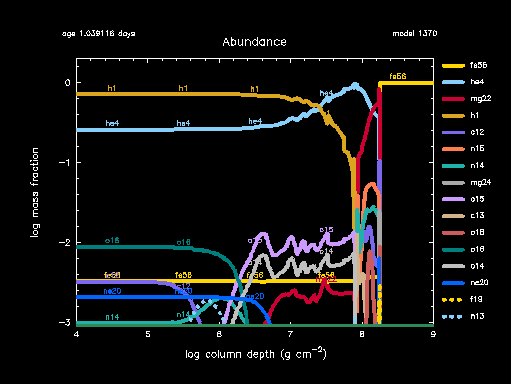 age 1.039116 days
model 1370
Abundance
fe56
h1 h1 h1
he4 he4 he4 he4
0
−1
−2
−3
log mass fraction
o15
o14
o16 o16
fe56 fe56 fe56 fe56
c12
ne20 ne20
n14 n14
4 5 6 7 8 9
log column depth (g cm−2)
fe56
he4
mg22
h1
c12
n15
n14
mg24
o15
c13
o18
o16
o14
ne20
f19
n13